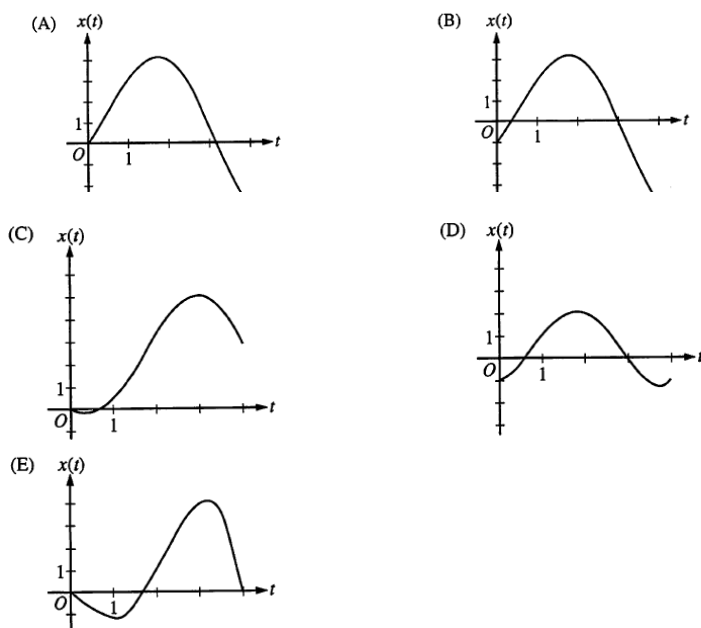 (A) x(t)
1
O 1 t
(B) x(t)
1
O 1 t
(C) x(t)
1
O 1 t
(D) x(t)
1
O 1 t
(E) x(t)
1
O 1 t